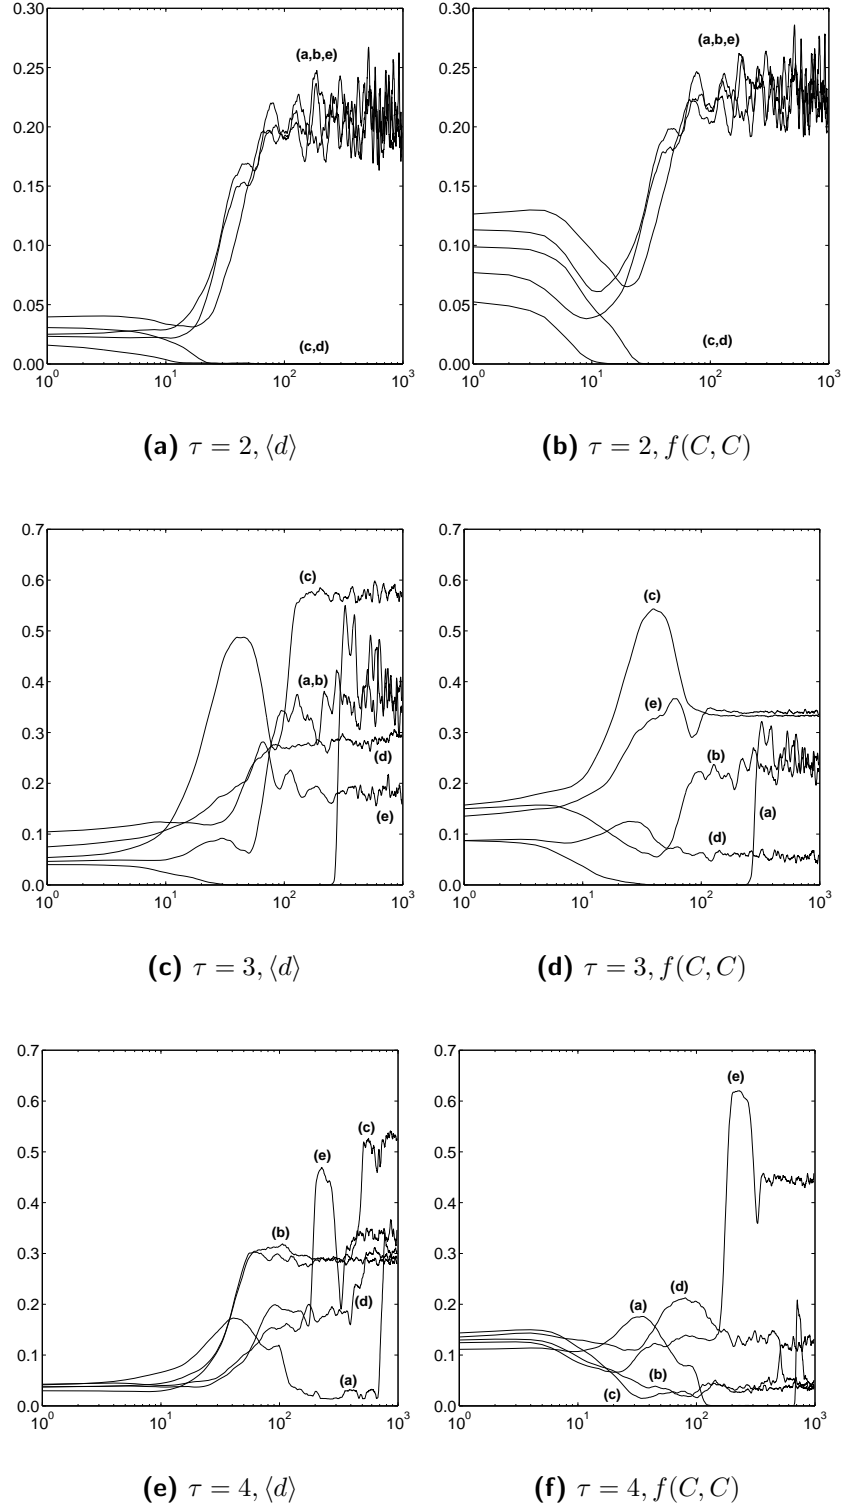 0.30
0.25
0.20
0.15
0.10
0.05
0.00
10^0
10^1
10^2
10^3
(a,b,e)
(c,d)
0.30
0.25
0.20
0.15
0.10
0.05
0.00
10^0
10^1
10^2
10^3
(a,b,e)
(c,d)
(a) τ = 2, ⟨d⟩
(b) τ = 2, f(C, C)
0.7
0.6
0.5
0.4
0.3
0.2
0.1
0.0
10^0
10^1
10^2
10^3
(c)
(a,b)
(d)
(e)
0.7
0.6
0.5
0.4
0.3
0.2
0.1
0.0
10^0
10^1
10^2
10^3
(c)
(e)
(b)
(a)
(d)
(c) τ = 3, ⟨d⟩
(d) τ = 3, f(C, C)
0.7
0.6
0.5
0.4
0.3
0.2
0.1
0.0
10^0
10^1
10^2
10^3
(c)
(e)
(b)
(d)
(a)
0.7
0.6
0.5
0.4
0.3
0.2
0.1
0.0
10^0
10^1
10^2
10^3
(e)
(d)
(a)
(b)
(c)
(e) τ = 4, ⟨d⟩
(f) τ = 4, f(C, C)